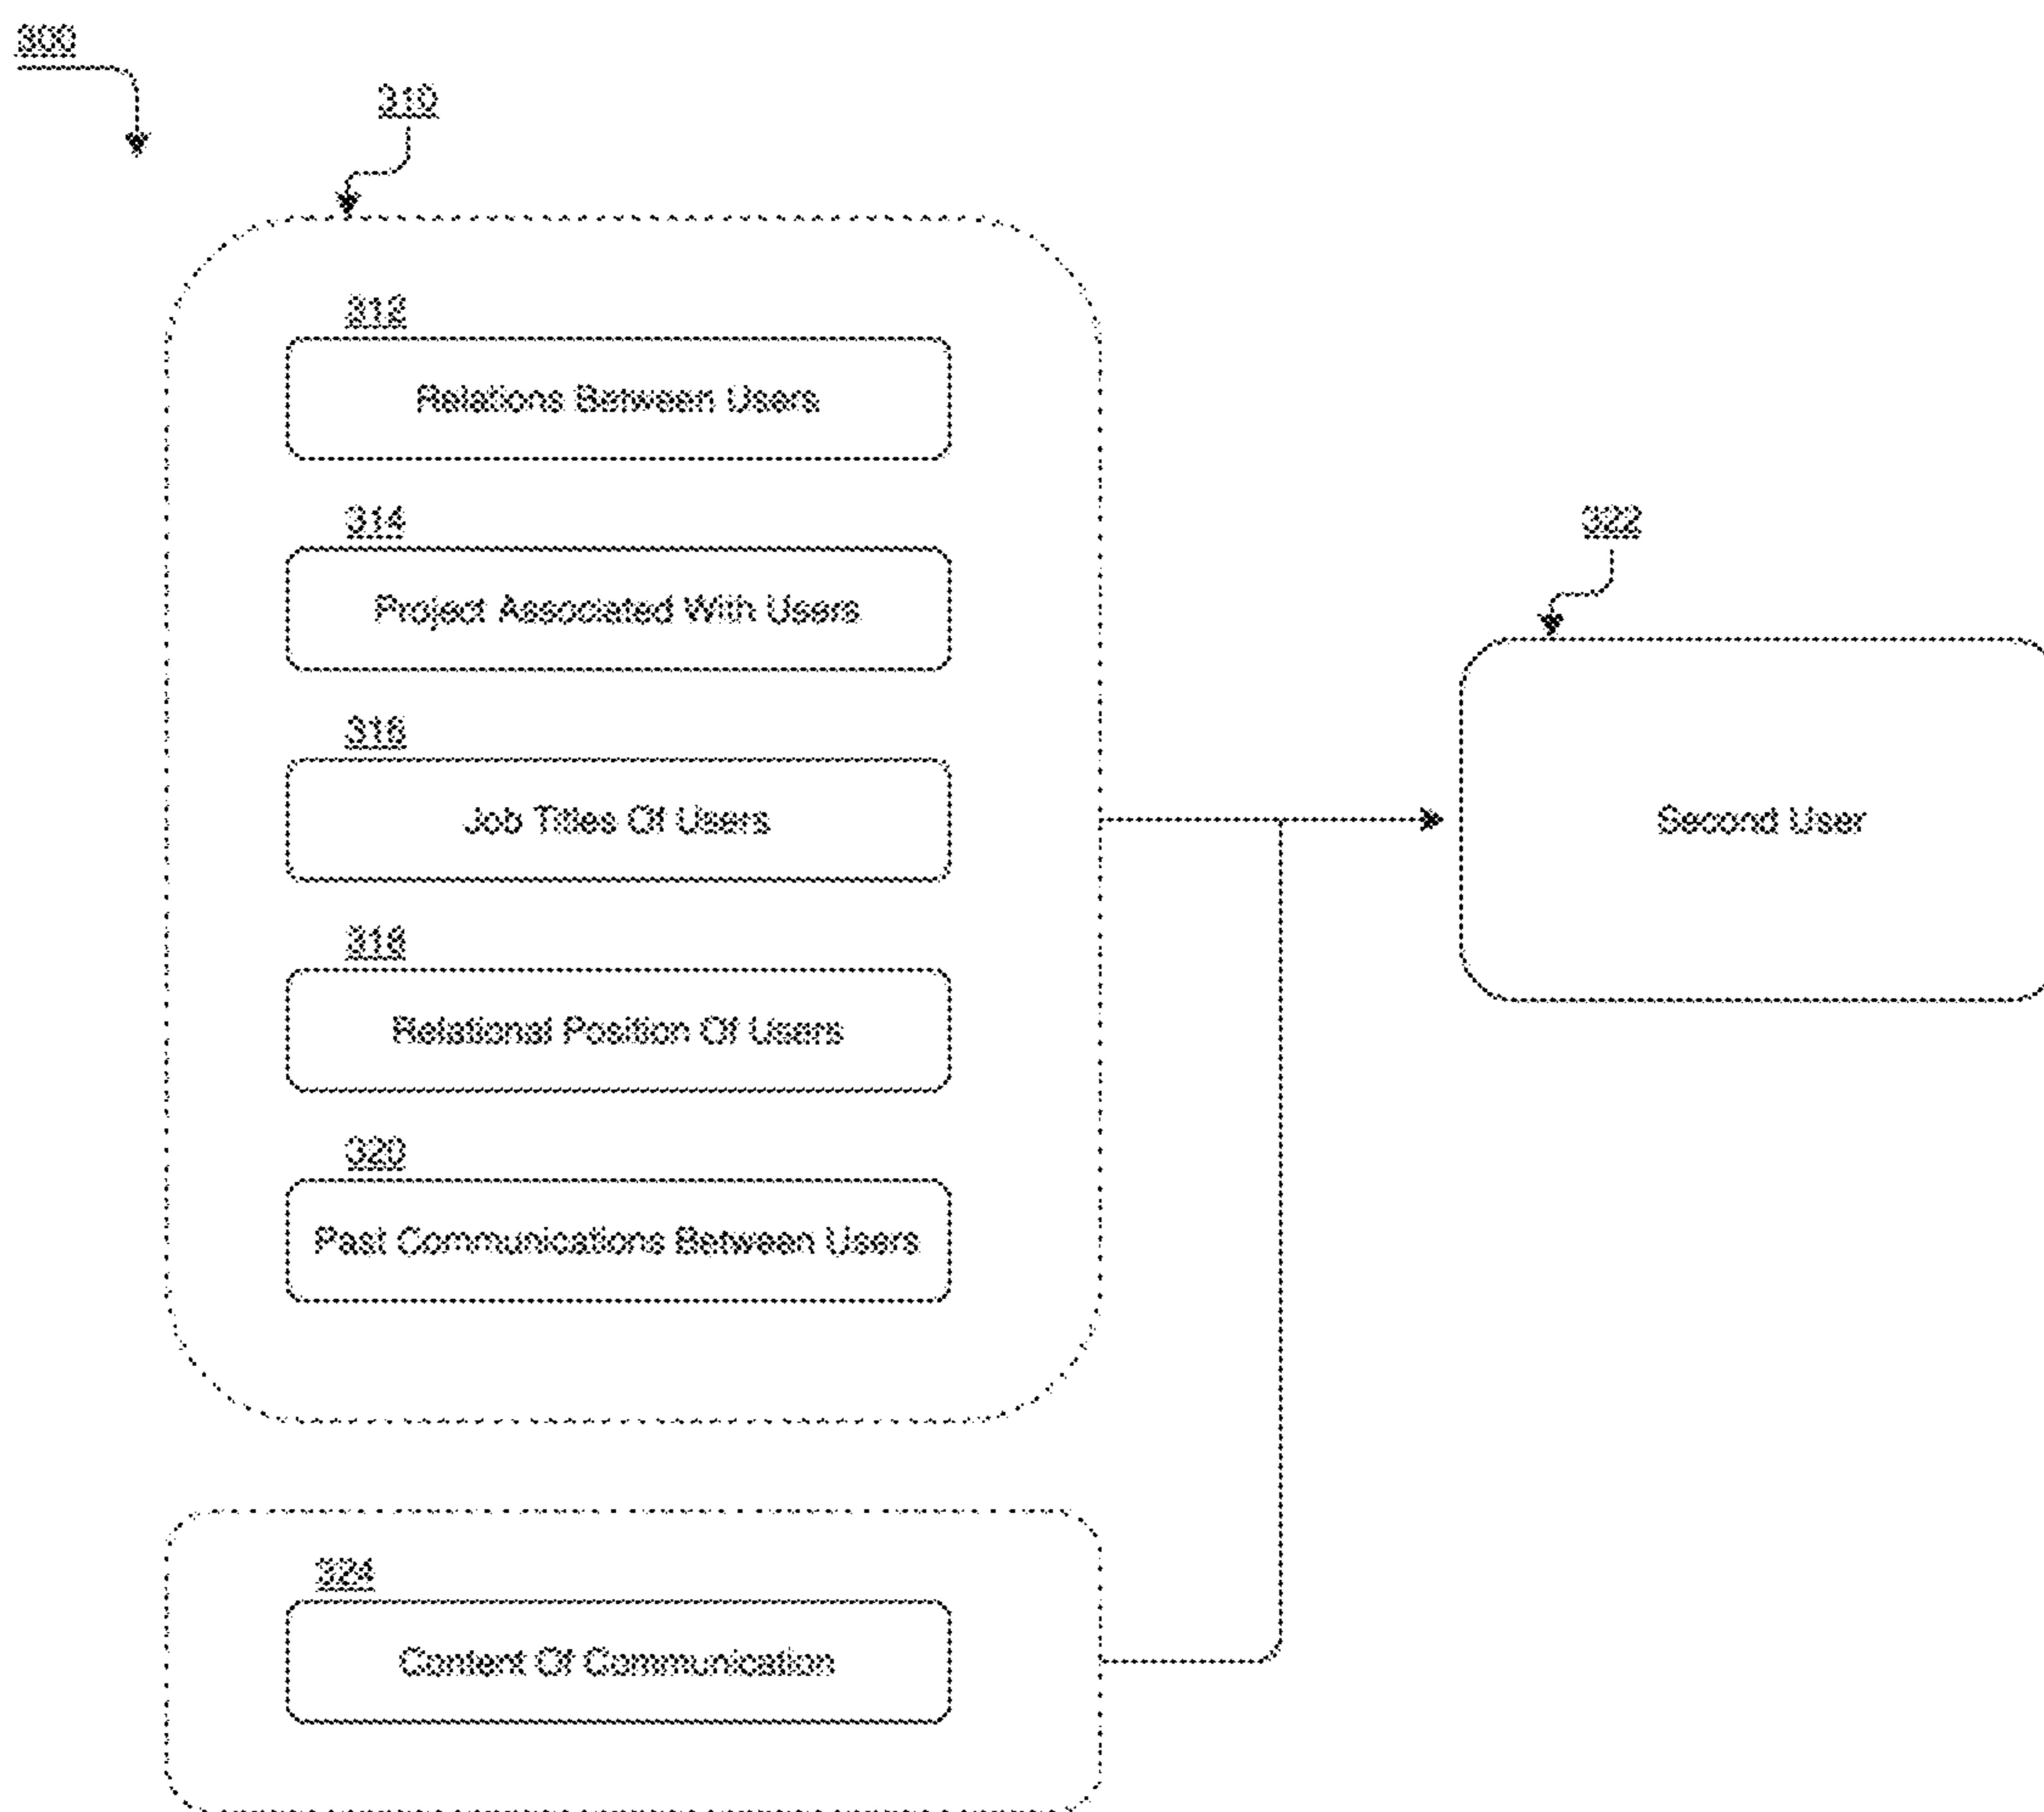 300
310
312
Relations Between Users
314
Project Associated With Users
322
316
Job Titles Of Users
Second User
318
Relational Position Of Users
320
Past Communications Between Users
324
Content Of Communication